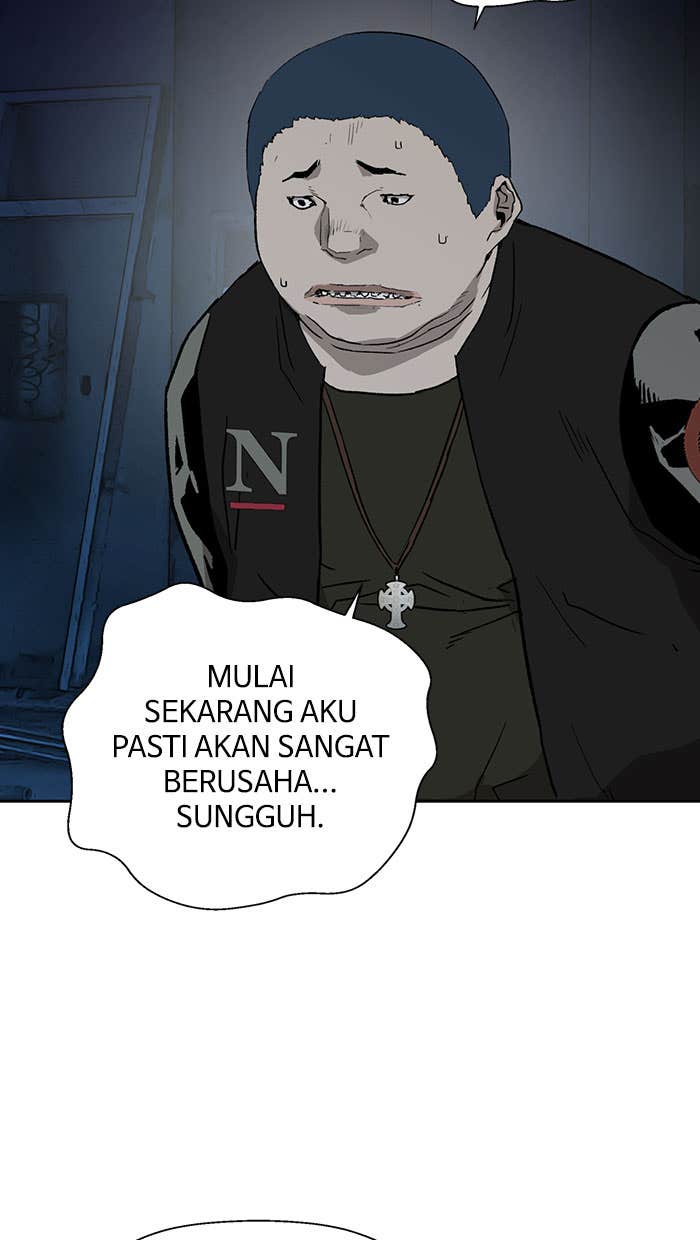 N
MULAI
SEKARANG AKU
PASTI AKAN SANGAT
BERUSAHA...
SUNGGUH.